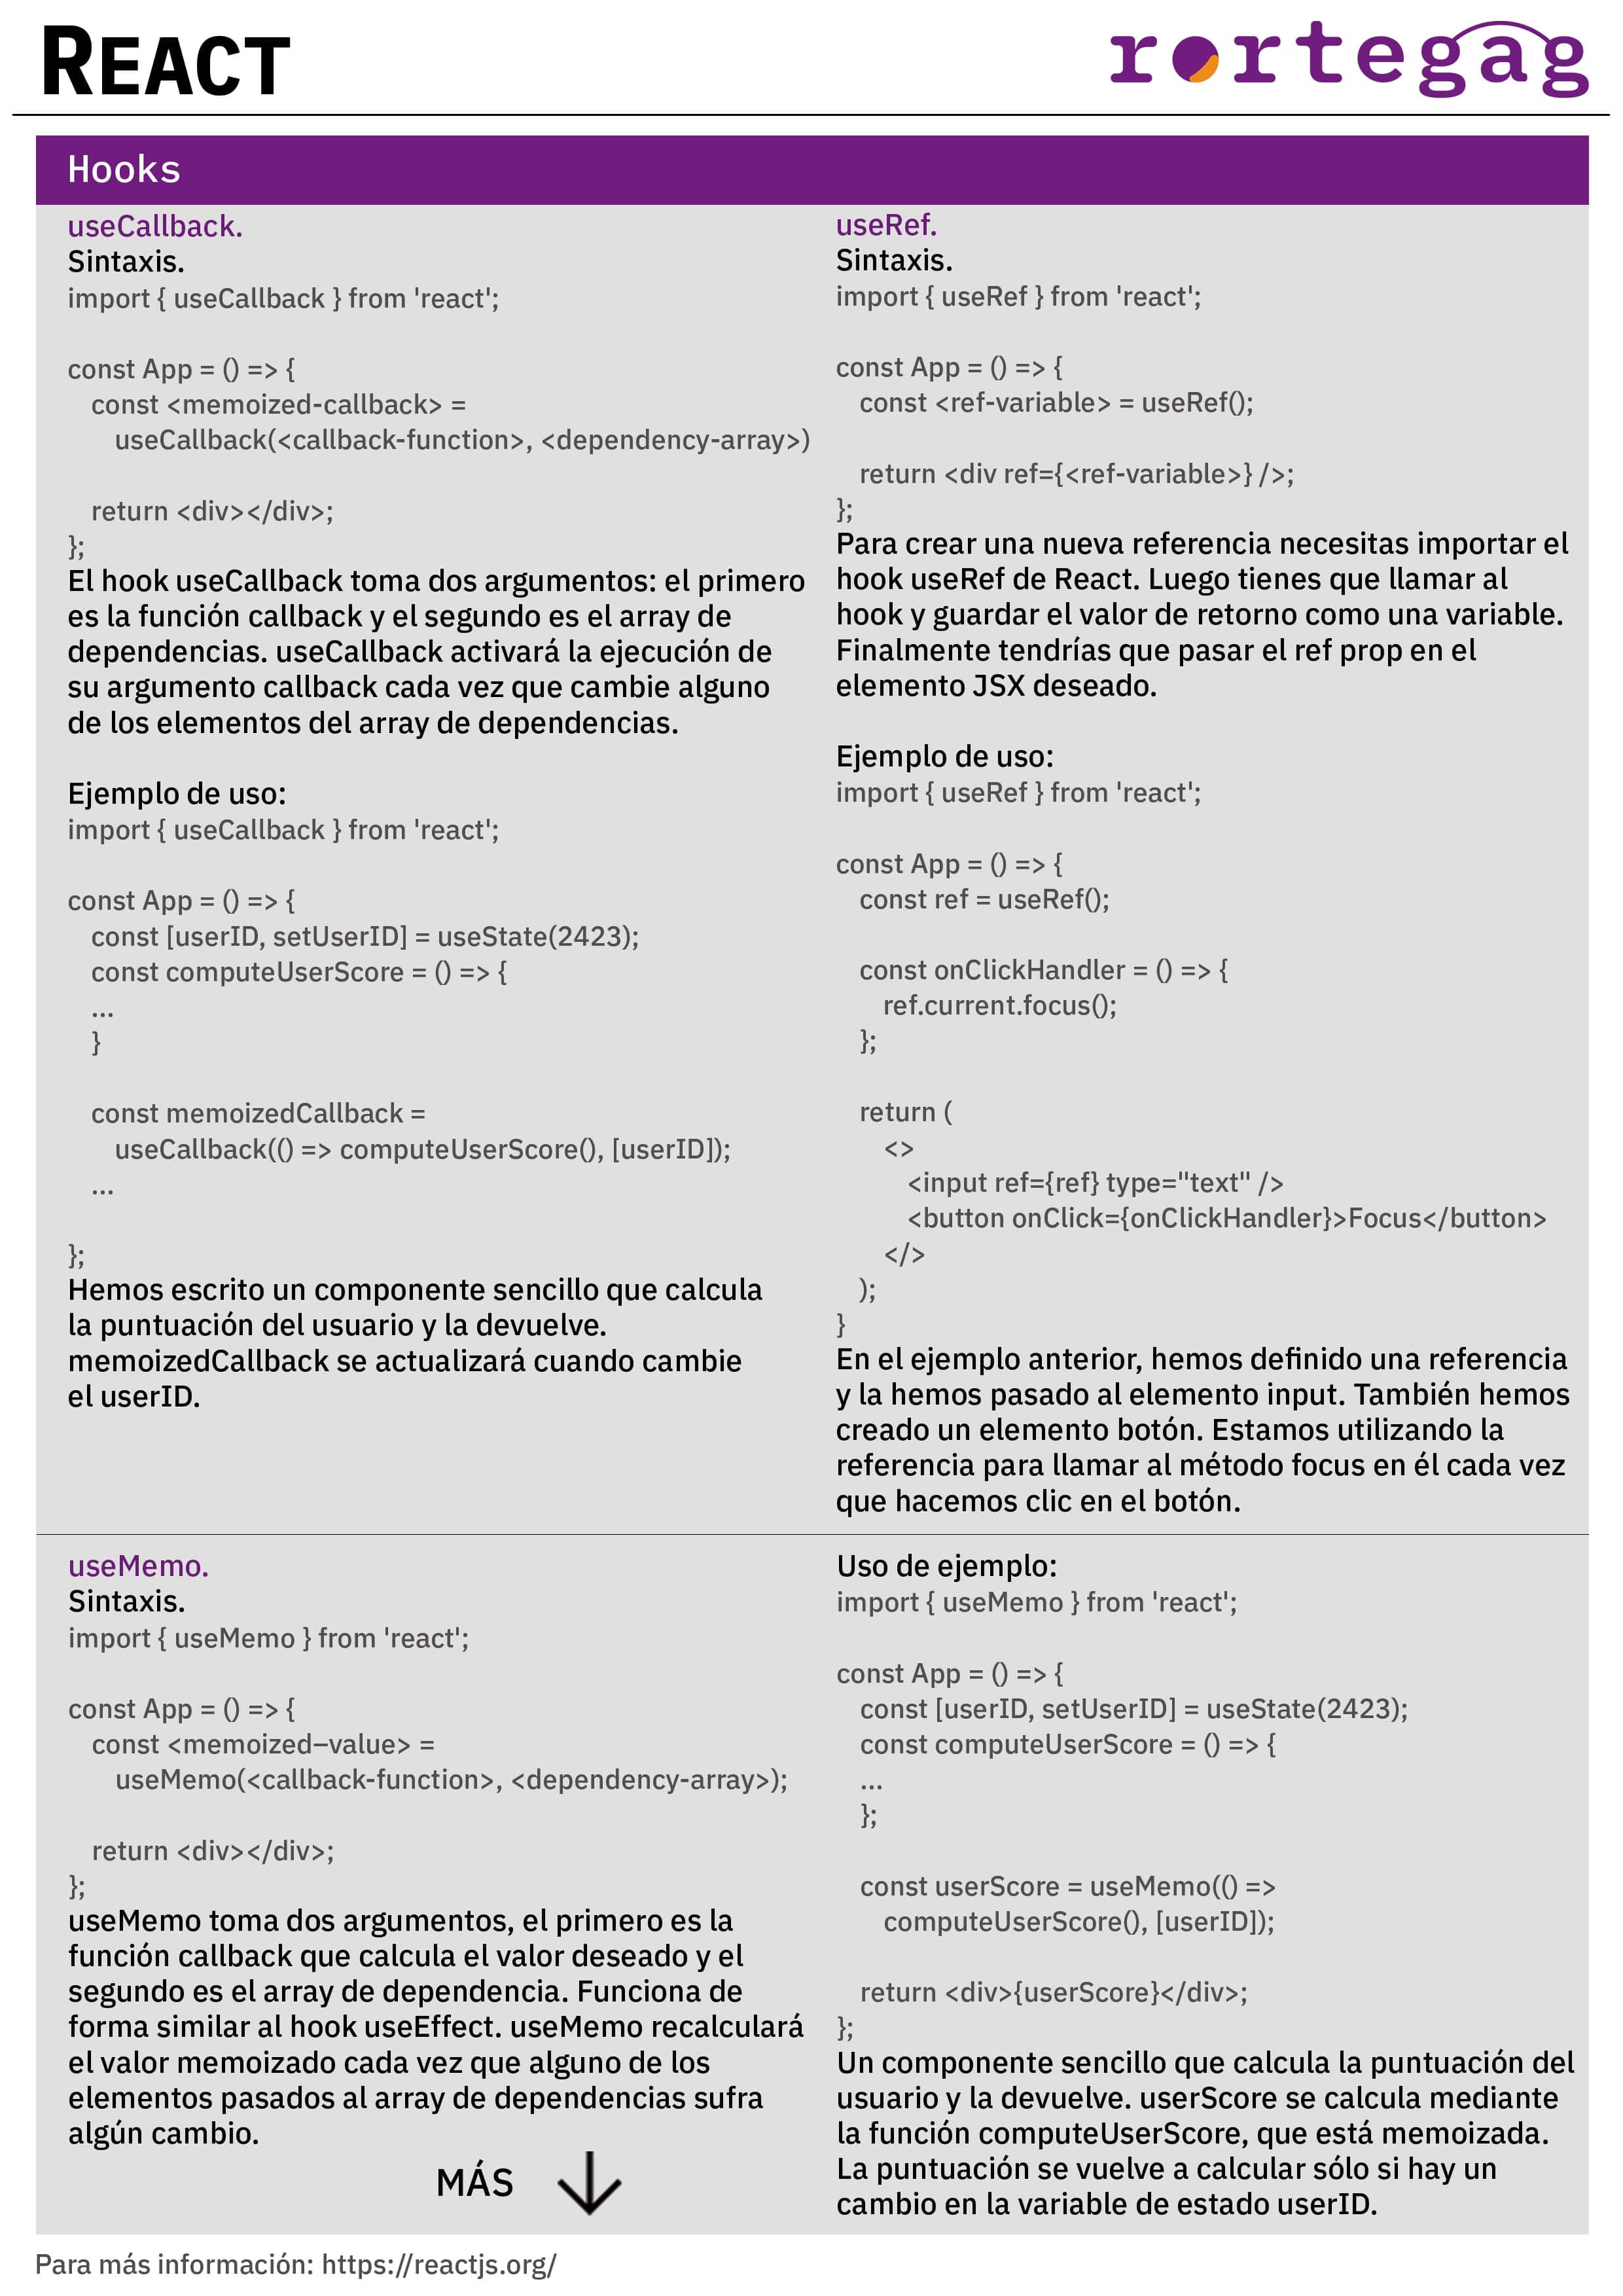 REACT
rortegag
Hooks
useCallback.
Sintaxis.
import { useCallback } from 'react';
const App = () => {
const <memoized-callback> =
useCallback(<callback-function>, <dependency-array>)
return <div></div>;
};
El hook useCallback toma dos argumentos: el primero
es la función callback y el segundo es el array de
dependencias. useCallback activará la ejecución de
su argumento callback cada vez que cambie alguno
de los elementos del array de dependencias.
Ejemplo de uso:
import { useCallback } from 'react';
const App = () => {
const [userID, setUserID] = useState(2423);
const computeUserScore = () => {
...
}
const memoizedCallback =
useCallback(() => computeUserScore(), [userID]);
...
};
Hemos escrito un componente sencillo que calcula
la puntuación del usuario y la devuelve.
memoizedCallback se actualizará cuando cambie
el userID.
useRef.
Sintaxis.
import { useRef } from 'react';
const App = () => {
const <ref-variable> = useRef();
return <div ref={<ref-variable>} />;
};
Para crear una nueva referencia necesitas importar el
hook useRef de React. Luego tienes que llamar al
hook y guardar el valor de retorno como una variable.
Finalmente tendrías que pasar el ref prop en el
elemento JSX deseado.
Ejemplo de uso:
import { useRef } from 'react';
const App = () => {
const ref = useRef();
const onClickHandler = () => {
ref.current.focus();
};
return (
<>
<input ref={ref} type="text" />
<button onClick={onClickHandler}>Focus</button>
</>
);
}
En el ejemplo anterior, hemos definido una referencia
y la hemos pasado al elemento input. También hemos
creado un elemento botón. Estamos utilizando la
referencia para llamar al método focus en él cada vez
que hacemos clic en el botón.
useMemo.
Sintaxis.
import { useMemo } from 'react';
const App = () => {
const <memoized–value> =
useMemo(<callback-function>, <dependency-array>);
return <div></div>;
};
useMemo toma dos argumentos, el primero es la
función callback que calcula el valor deseado y el
segundo es el array de dependencia. Funciona de
forma similar al hook useEffect. useMemo recalculará
el valor memoizado cada vez que alguno de los
elementos pasados al array de dependencias sufra
algún cambio.
MÁS
Uso de ejemplo:
import { useMemo } from 'react';
const App = () => {
const [userID, setUserID] = useState(2423);
const computeUserScore = () => {
...
};
const userScore = useMemo(() =>
computeUserScore(), [userID]);
return <div>{userScore}</div>;
};
Un componente sencillo que calcula la puntuación del
usuario y la devuelve. userScore se calcula mediante
la función computeUserScore, que está memoizada.
La puntuación se vuelve a calcular sólo si hay un
cambio en la variable de estado userID.
Para más información: https://reactjs.org/